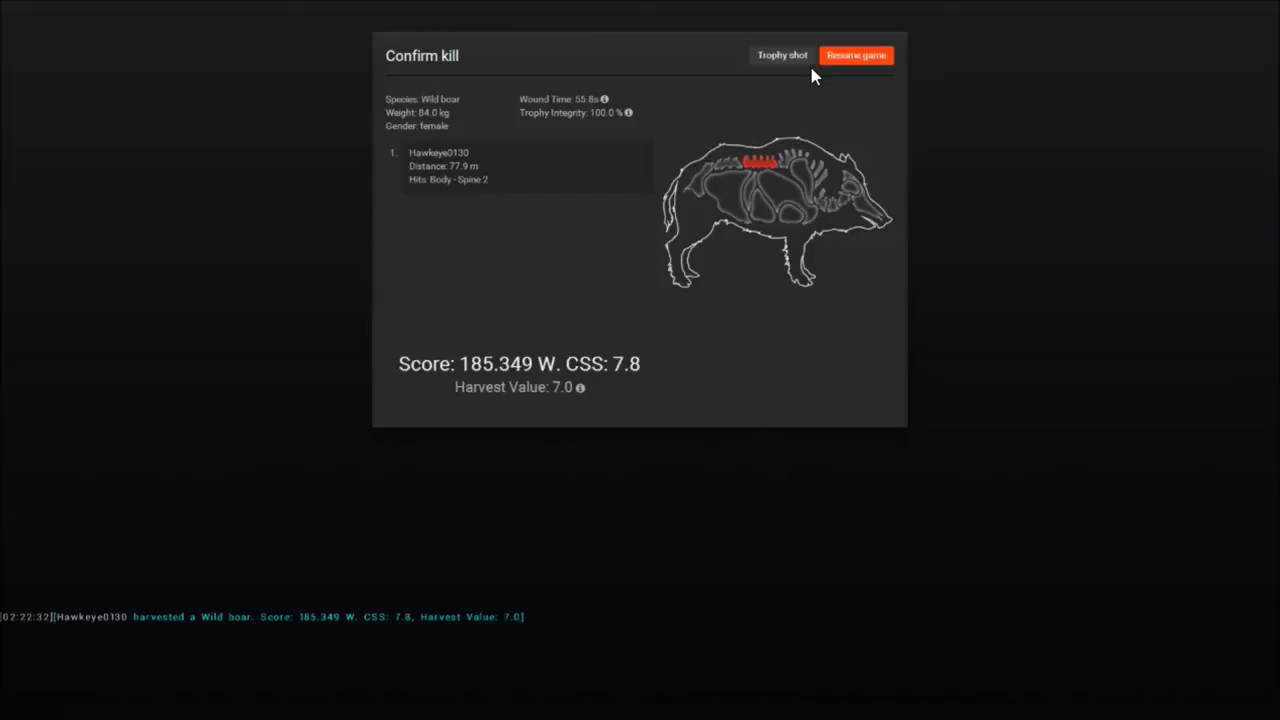 Confirm kill
Trophy shot
Resume game
Species: Wild boar
Weight: 84.0 kg
Gender: female
Wound Time: 55.8s
Trophy Integrity: 100.0 %
1. Hawkeye0130
Distance: 77.9 m
Hits: Body - Spine 2
Score: 185.349 W. CSS: 7.8
Harvest Value: 7.0
[02:22:32][Hawkeye0130 harvested a Wild boar. Score: 185.349 W. CSS: 7.8, Harvest Value: 7.0]